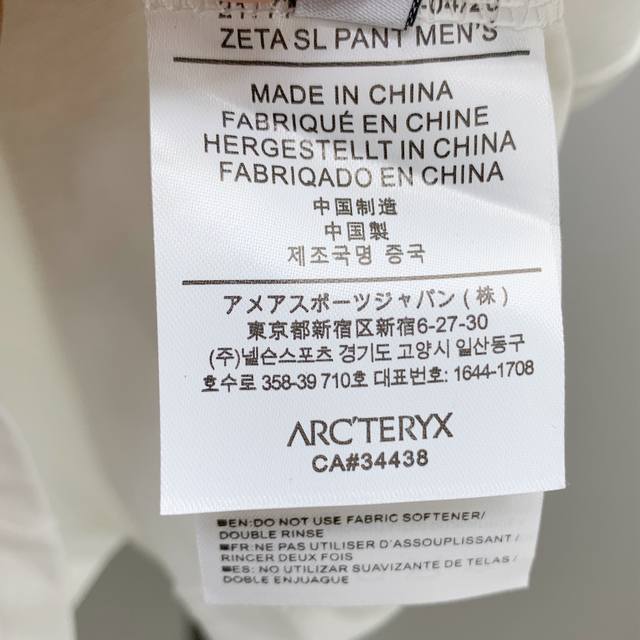 ZETA SL PANT MEN'S
MADE IN CHINA
FABRIQUÉ EN CHINE
HERGESTELLT IN CHINA
FABRIQADO EN CHINA
中国制造
中国製
제조국명 중국
アメアスポーツジャパン(株)
東京都新宿区新宿6-27-30
(주)넬슨스포츠 경기도 고양시 일산동구
호수로 358-39 710호 대표번호: 1644-1708
ARC'TERYX
CA#34438
EN:DO NOT USE FABRIC SOFTENER/
DOUBLE RINSE
FR:NE PAS UTILISER D'ASSOUPLISSANT/
RINCER DEUX FOIS
ES: NO UTILIZAR SUAVIZANTE DE TELAS/
DOBLE ENJUAGUE